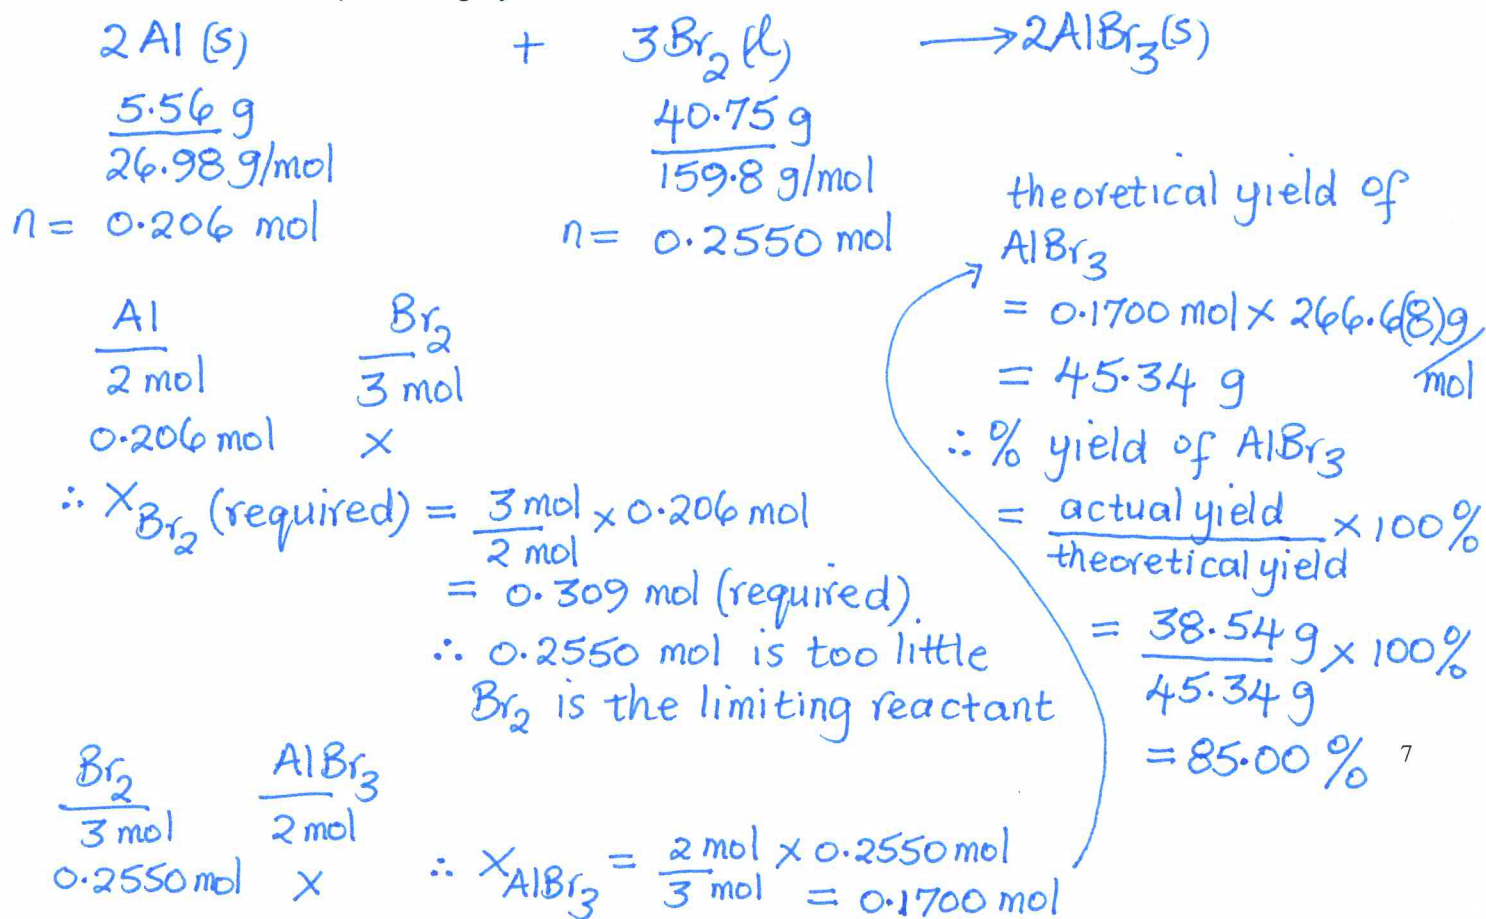 2Al(s) + 3Br₂(l) ⟶ 2AlBr₃(s)
5.56 g
26.98 g/mol
n = 0.206 mol
40.75 g
159.8 g/mol
n = 0.2550 mol
Al Br₂
2 mol 3 mol
0.206 mol x
∴ x Br₂ (required) = 3 mol / 2 mol × 0.206 mol
= 0.309 mol (required).
∴ 0.2550 mol is too little
Br₂ is the limiting reactant
Br₂ AlBr₃
3 mol 2 mol
0.2550 mol x
∴ x AlBr₃ = 2 mol / 3 mol × 0.2550 mol
= 0.1700 mol
theoretical yield of
AlBr₃
= 0.1700 mol × 266.6(8) g/mol
= 45.34 g
∴ % yield of AlBr₃
= actual yield / theoretical yield × 100%
= 38.54 g / 45.34 g × 100%
= 85.00 %
7